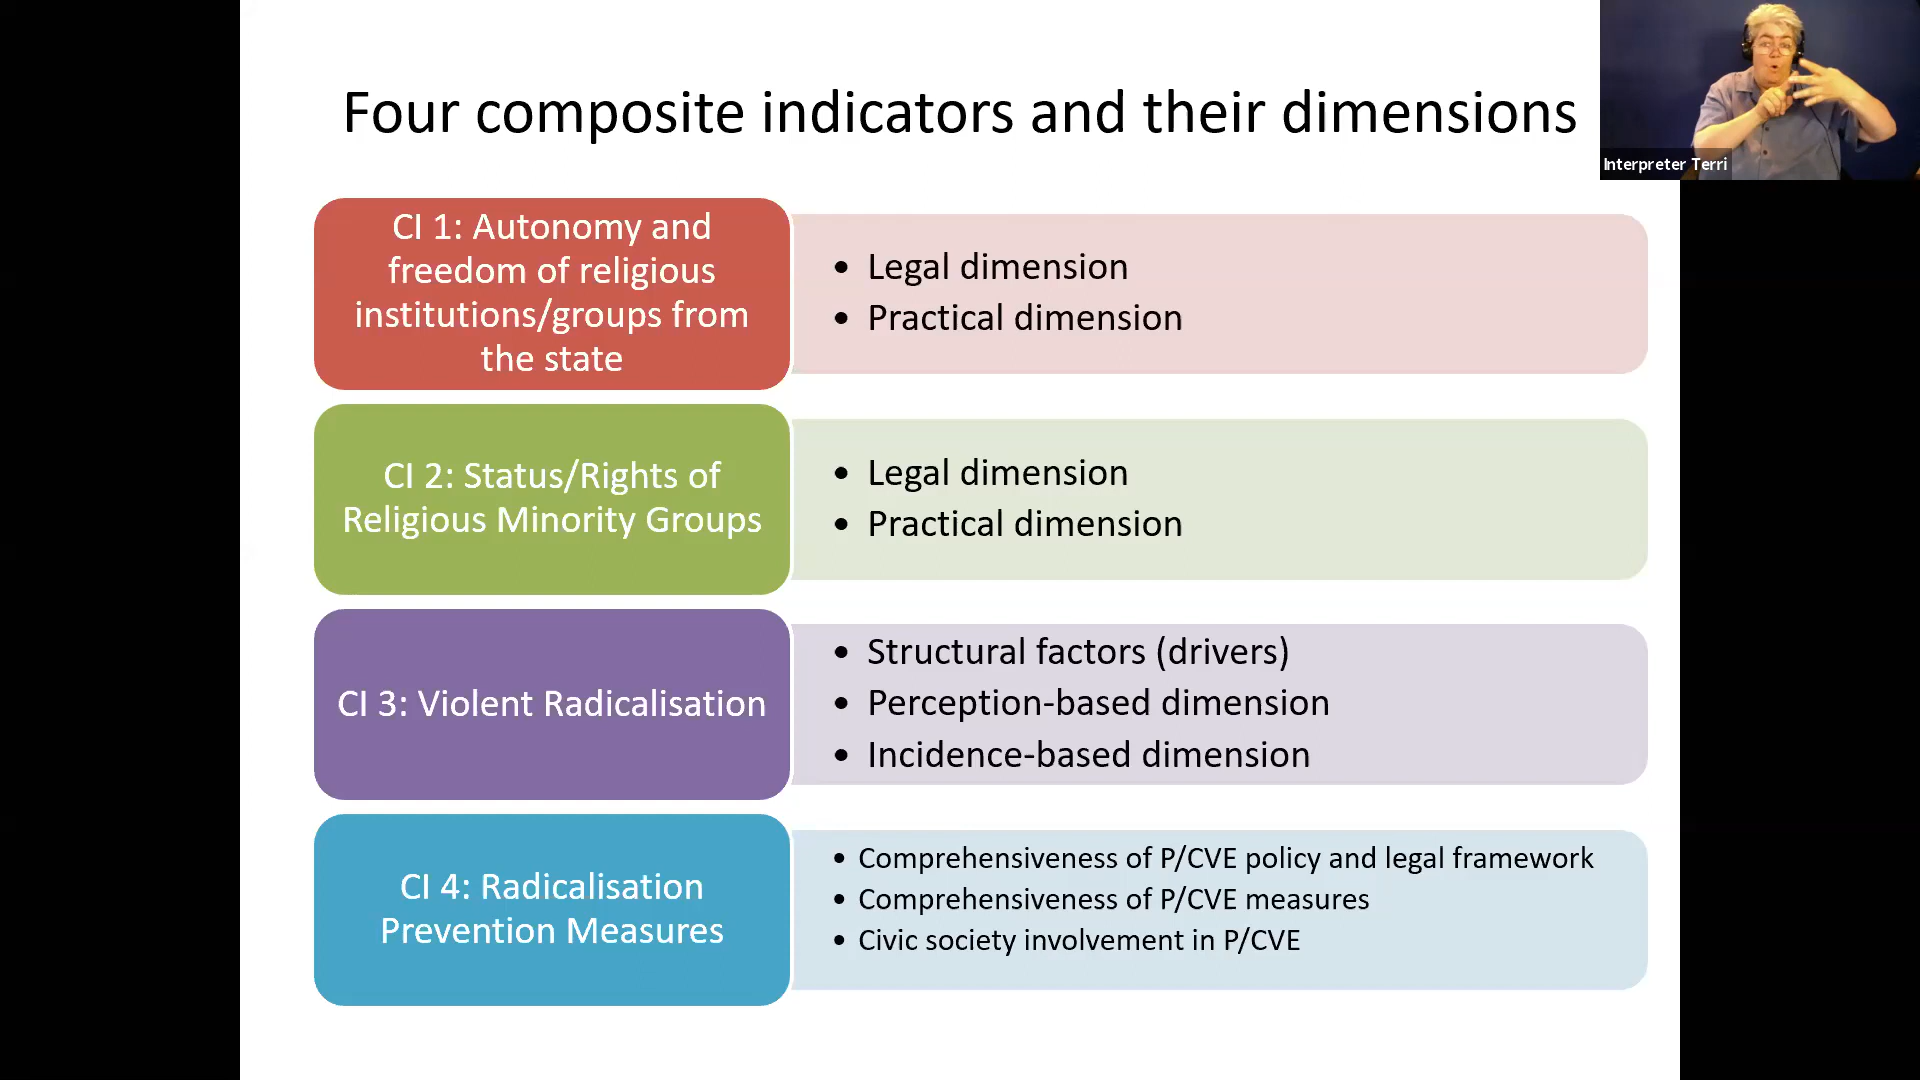 Four composite indicators and their dimensions
Interpreter Terri
CI 1: Autonomy and
freedom of religious
institutions/groups from
the state
• Legal dimension
• Practical dimension
CI 2: Status/Rights of
Religious Minority Groups
• Legal dimension
• Practical dimension
CI 3: Violent Radicalisation
• Structural factors (drivers)
• Perception-based dimension
• Incidence-based dimension
CI 4: Radicalisation
Prevention Measures
• Comprehensiveness of P/CVE policy and legal framework
• Comprehensiveness of P/CVE measures
• Civic society involvement in P/CVE